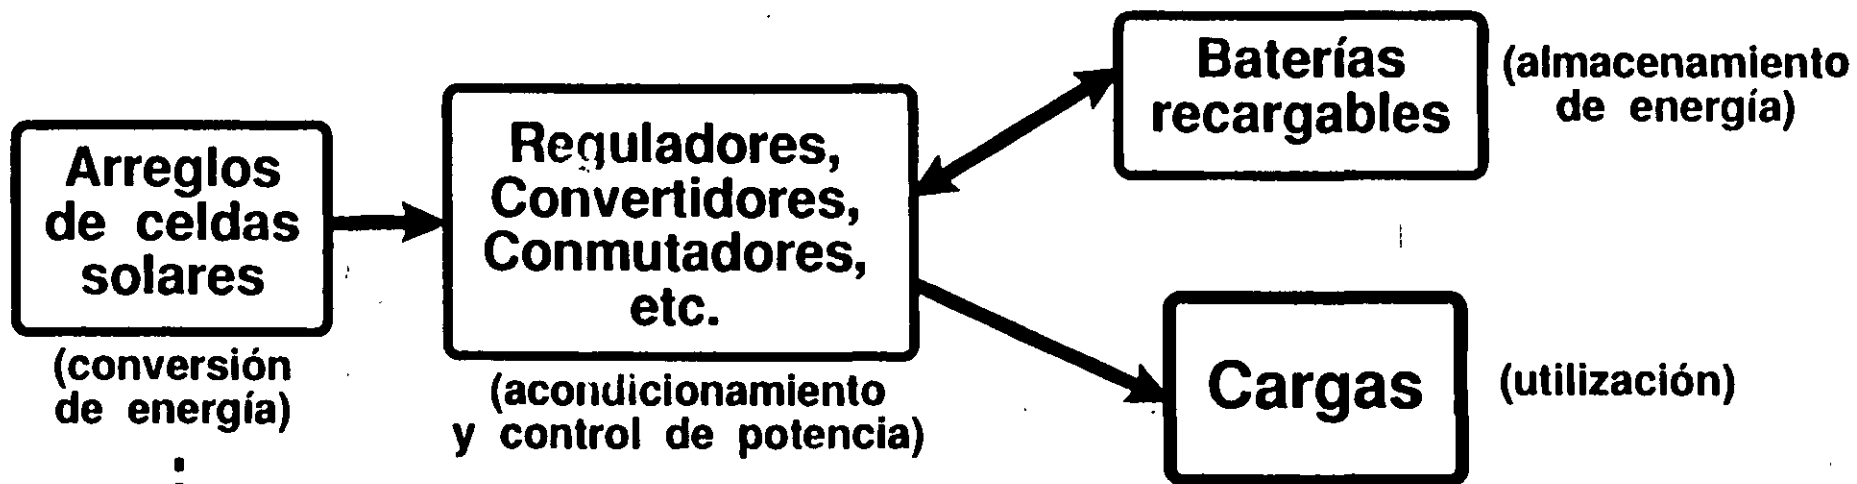 Arreglos
de celdas
solares
(conversión
de energía)
Reguladores,
Convertidores,
Conmutadores,
etc.
(acondicionamiento
y control de potencia)
Baterías
recargables
(almacenamiento
de energía)
Cargas
(utilización)